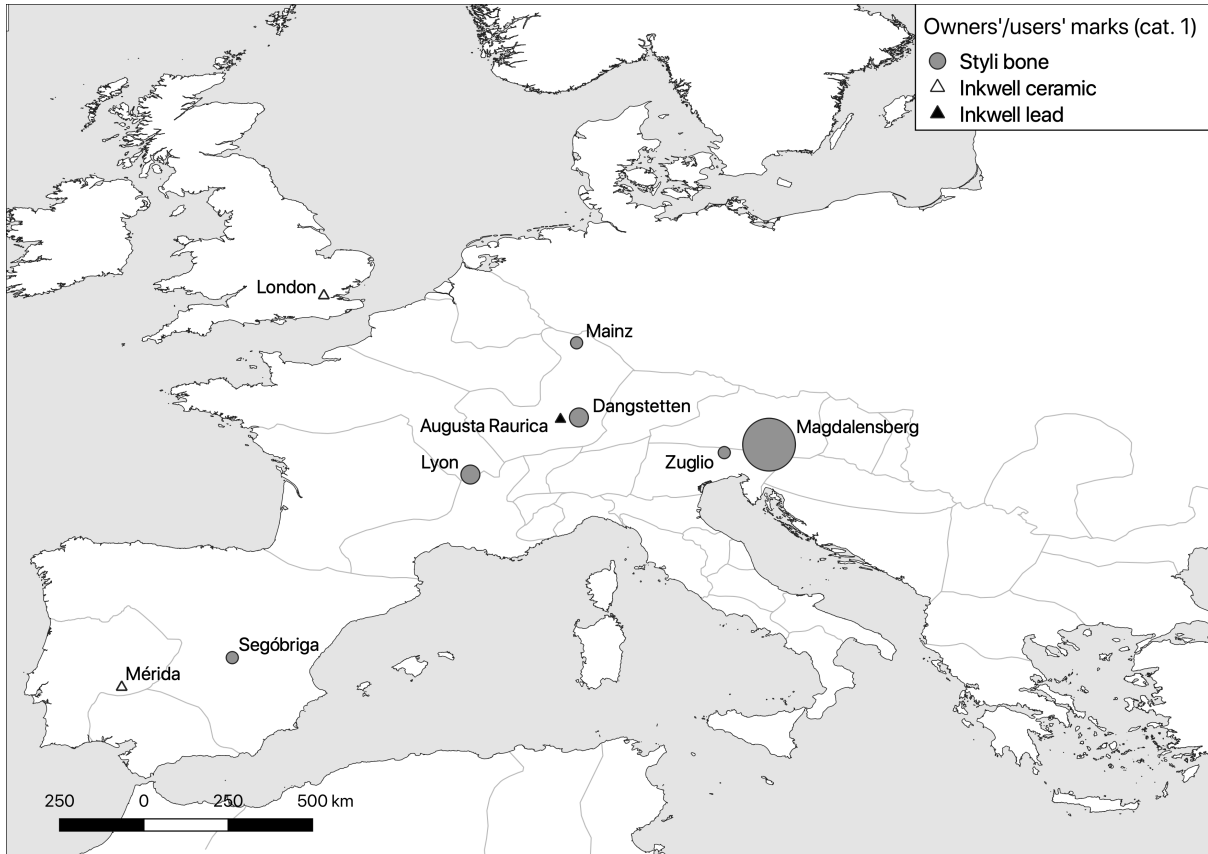 Owners'/users' marks (cat. 1)
Styli bone
Inkwell ceramic
Inkwell lead
London
Mainz
Dangstetten
Augusta Raurica
Magdalensberg
Lyon
Zuglio
Segóbriga
Mérida
250 0 250 500 km